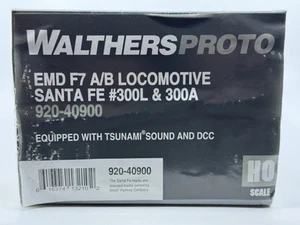 WALTHERSPROTO
EMD F7 A/B LOCOMOTIVE
SANTA FE #300L & 300A
920-40900
EQUIPPED WITH TSUNAMI® SOUND AND DCC
920-40900
HO
SCALE